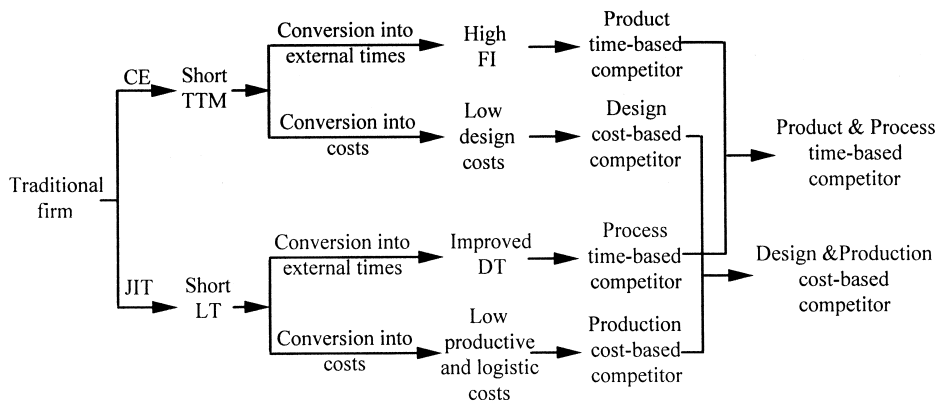 Traditional
firm
CE
JIT
Short
TTM
Short
LT
Conversion into
external times
Conversion into
costs
Conversion into
external times
Conversion into
costs
High
FI
Low
design
costs
Improved
DT
Low
productive
and logistic
costs
Product
time-based
competitor
Design
cost-based
competitor
Process
time-based
competitor
Production
cost-based
competitor
Product & Process
time-based
competitor
Design &Production
cost-based
competitor